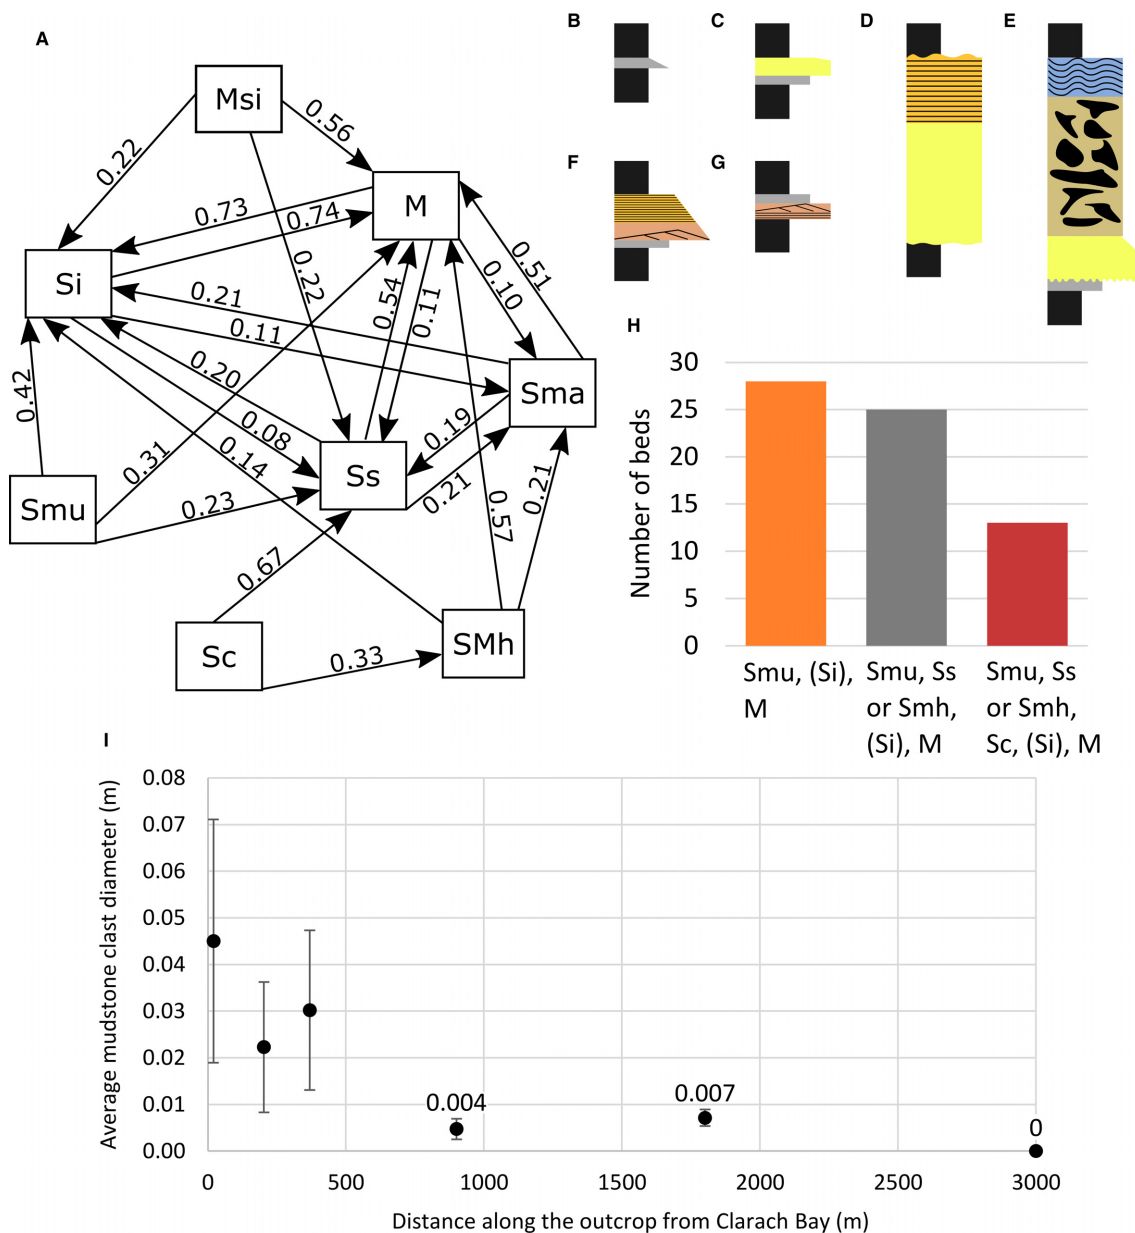 A
B
C
D
E
Msi
0.56
0.22
M
0.73
0.74
F
G
0.51
Si
0.22
0.10
0.54
0.11
0.21
0.11
H
Sma
0.20
0.42
0.08
0.19
0.31
0.14
Ss
0.21
0.21
Smu
0.23
0.57
0.67
Sc
0.33
SMh
Number of beds
30
25
20
15
10
5
0
Smu, (Si),
M
Smu, Ss
or Smh,
(Si), M
Smu, Ss
or Smh,
Sc, (Si), M
I
Average mudstone clast diameter (m)
0.08
0.07
0.06
0.05
0.04
0.03
0.02
0.01
0.00
0.004
0.007
0
0
500
1000
1500
2000
2500
3000
Distance along the outcrop from Clarach Bay (m)